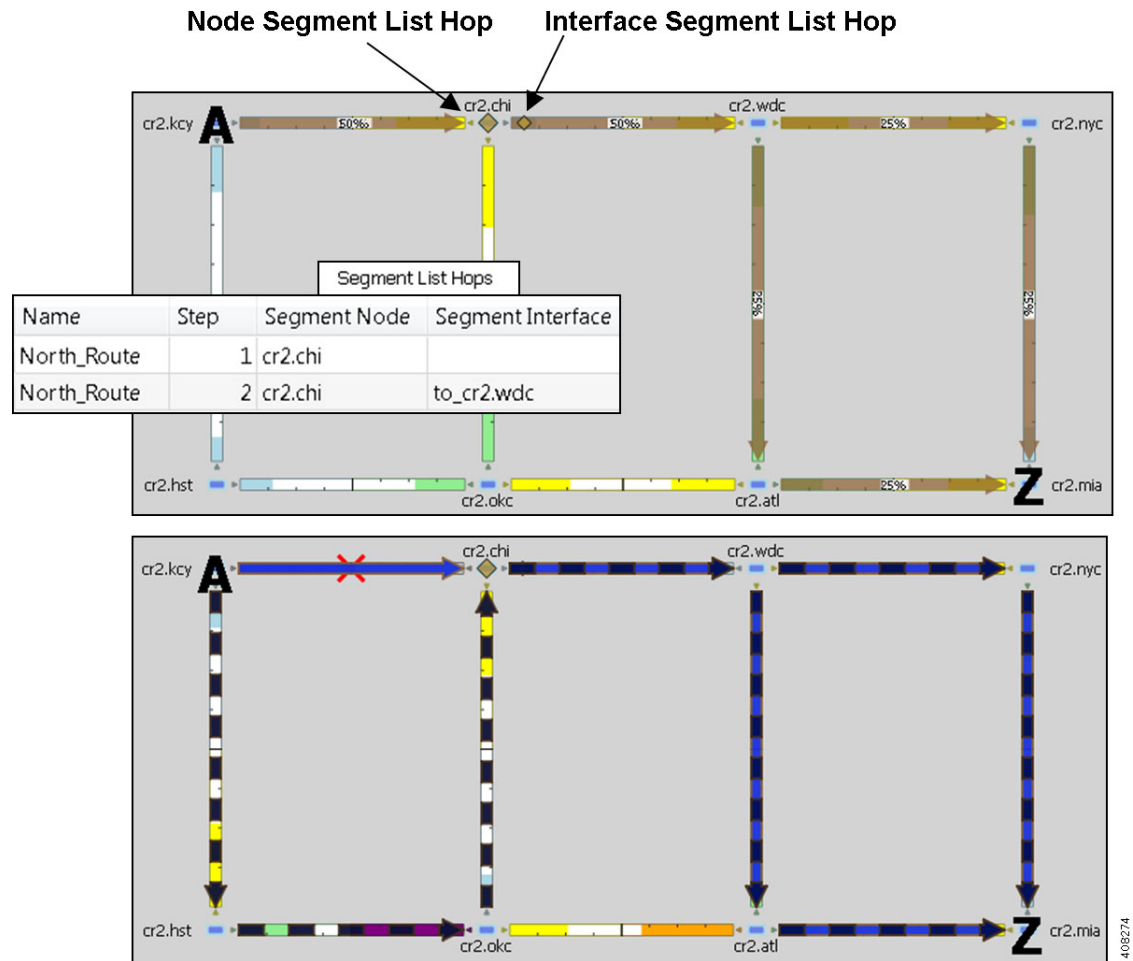 Node Segment List Hop
Interface Segment List Hop
cr2.chi
cr2.wdc
cr2.kcy
A
50%
50%
25%
cr2.nyc
25%
25%
Segment List Hops
Name Step Segment Node Segment Interface
North_Route 1 cr2.chi
North_Route 2 cr2.chi to_cr2.wdc
cr2.hst
cr2.okc
cr2.atl
25%
Z
cr2.mia
cr2.chi
cr2.wdc
cr2.kcy
A
cr2.nyc
cr2.hst
cr2.okc
cr2.atl
Z
cr2.mia
408274